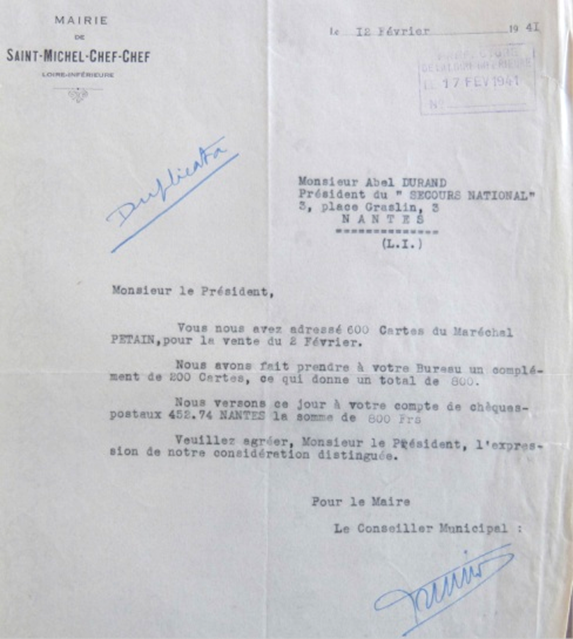 MAIRIE
DE
SAINT-MICHEL-CHEF-CHEF
LOIRE-INFÉRIEURE
le 12 Février 1941
17 FEV 1941
N°
Duplicata
Monsieur Abel DURAND
Président du " SECOURS NATIONAL"
3, place Graslin, 3
NANTES
(L.I.)
Monsieur le Président,
Vous nous avez adressé 600 Cartes du Maréchal
PETAIN,pour la vente du 2 Février.
Nous avons fait prendre à votre Bureau un complé-
ment de 200 Cartes, ce qui donne un total de 800.
Nous versons ce jour à votre compte de chèques-
postaux 452.74 NANTES la somme de 800 Frs
Veuillez agréer, Monsieur le Président, l'expres-
sion de notre considération distinguée.
Pour le Maire
Le Conseiller Municipal :